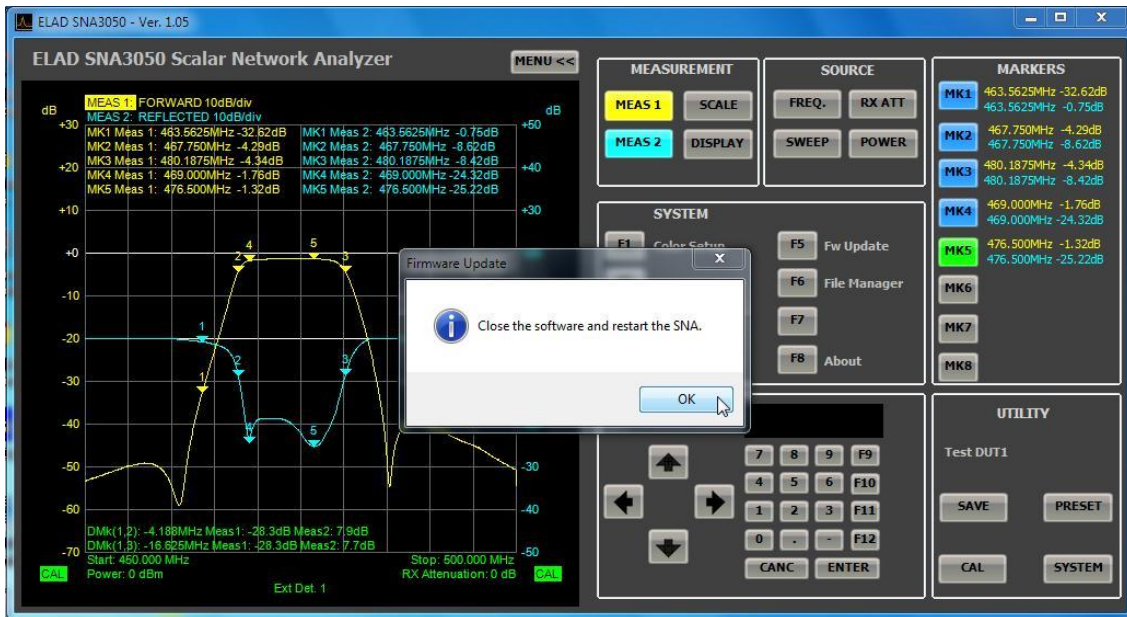 ELAD SNA3050 - Ver. 1.05
X
ELAD SNA3050 Scalar Network Analyzer
MENU <<
dB
MEAS 1: FORWARD 10dB/div
MEAS 2: REFLECTED 10dB/div
dB
MK1 Meas 1: 463.5625MHz -32.62dB
MK2 Meas 1: 467.750MHz -4.29dB
MK3 Meas 1: 480.1875MHz -4.34dB
MK4 Meas 1: 469.000MHz -1.76dB
MK5 Meas 1: 476.500MHz -1.32dB
MK1 Meas 2: 463.5625MHz -0.75dB
MK2 Meas 2: 467.750MHz -8.62dB
MK3 Meas 2: 480.1875MHz -8.42dB
MK4 Meas 2: 469.000MHz -24.32dB
MK5 Meas 2: 476.500MHz -25.22dB
+30
+20
+10
+0
-10
-20
-30
-40
-50
-60
-70
+50
+40
+30
-30
-40
-50
2
4
5
3
1
1
2
3
4
5
DMk(1,2): -4.188MHz Meas1: -28.3dB Meas2: 7.9dB
DMk(1,3): -16.625MHz Meas1: -28.3dB Meas2: 7.7dB
Start: 450.000 MHz
Stop: 500.000 MHz
CAL
Power: 0 dBm
RX Attenuation: 0 dB
CAL
Ext Det. 1
Firmware Update
X
Close the software and restart the SNA.
OK
MEASUREMENT
MEAS 1
SCALE
MEAS 2
DISPLAY
SOURCE
FREQ.
RX ATT
SWEEP
POWER
SYSTEM
F1
Color Setup
F5
Fw Update
F6
File Manager
F7
F8
About
7 8 9 F9
4 5 6 F10
1 2 3 F11
0 . - F12
CANC
ENTER
MARKERS
MK1
463.5625MHz -32.62dB
463.5625MHz -0.75dB
MK2
467.750MHz -4.29dB
467.750MHz -8.62dB
MK3
480.1875MHz -4.34dB
480.1875MHz -8.42dB
MK4
469.000MHz -1.76dB
469.000MHz -24.32dB
MK5
476.500MHz -1.32dB
476.500MHz -25.22dB
MK6
MK7
MK8
UTILITY
Test DUT1
SAVE
PRESET
CAL
SYSTEM